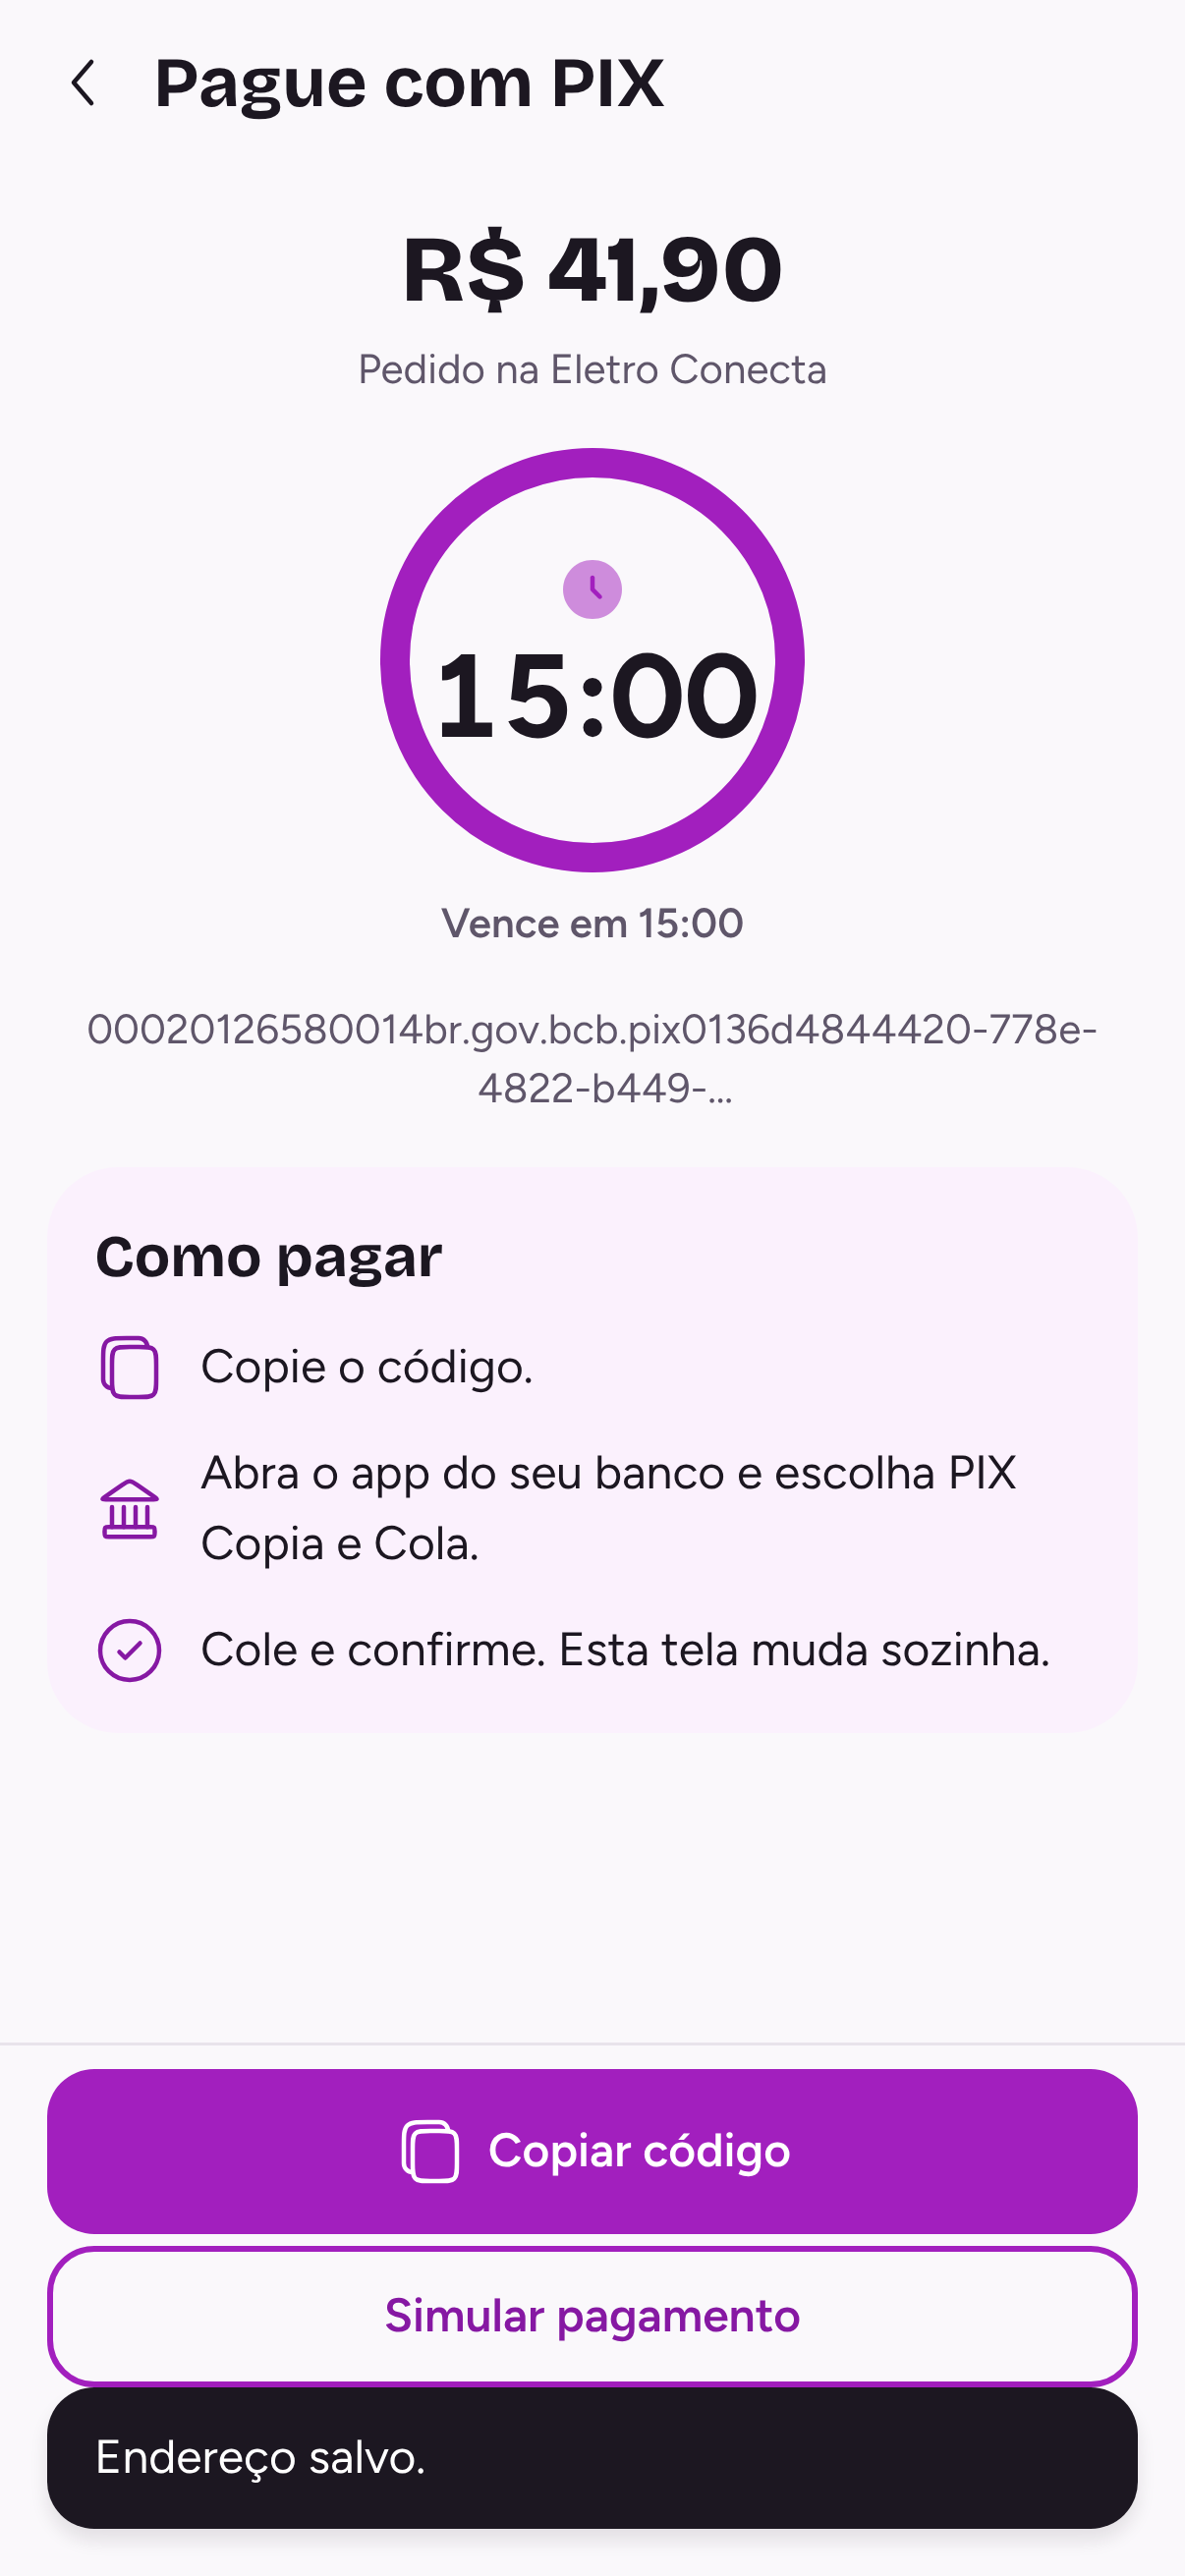 Pague com PIX
R$ 41,90
Pedido na Eletro Conecta
15:00
Vence em 15:00
00020126580014br.gov.bcb.pix0136d4844420-778e-
4822-b449-...
Como pagar
Copie o código.
Abra o app do seu banco e escolha PIX
Copia e Cola.
Cole e confirme. Esta tela muda sozinha.
Copiar código
Simular pagamento
Endereço salvo.